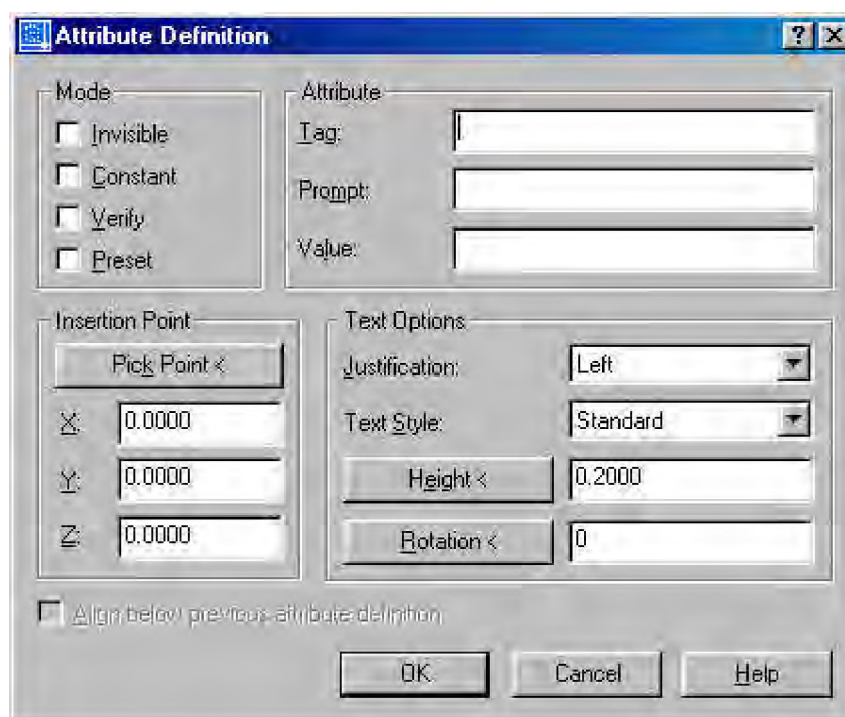 Attribute Definition
Mode
Invisible
Constant
Verify
Preset
Attribute
Tag:
Prompt:
Value:
Insertion Point
Pick Point <
X: 0.0000
Y: 0.0000
Z: 0.0000
Text Options
Justification: Left
Text Style: Standard
Height < 0.2000
Rotation < 0
Align below previous attribute definition
OK Cancel Help